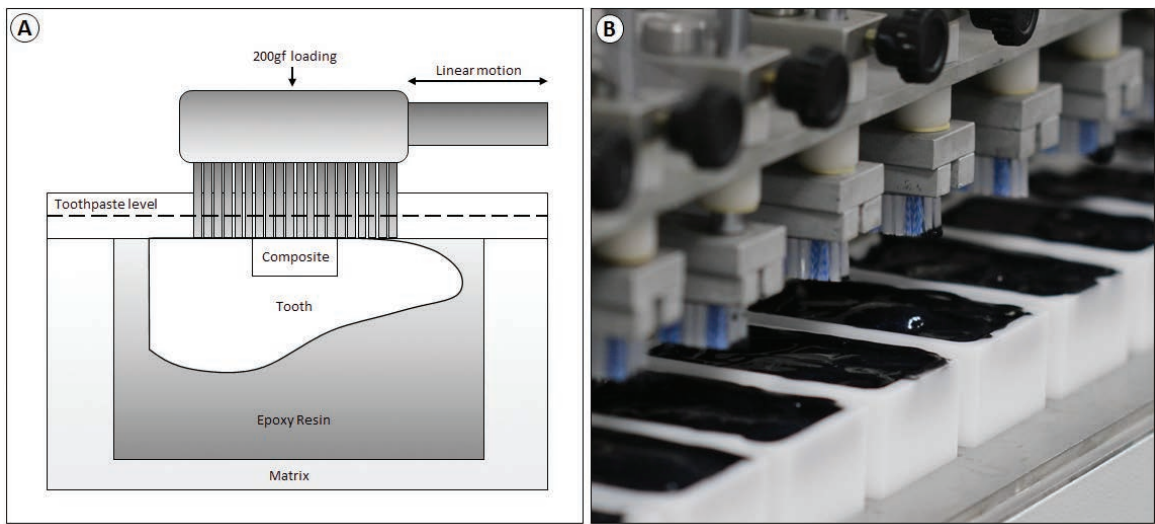 A
200gf loading
Linear motion
Toothpaste level
Composite
Tooth
Epoxy Resin
Matrix
B